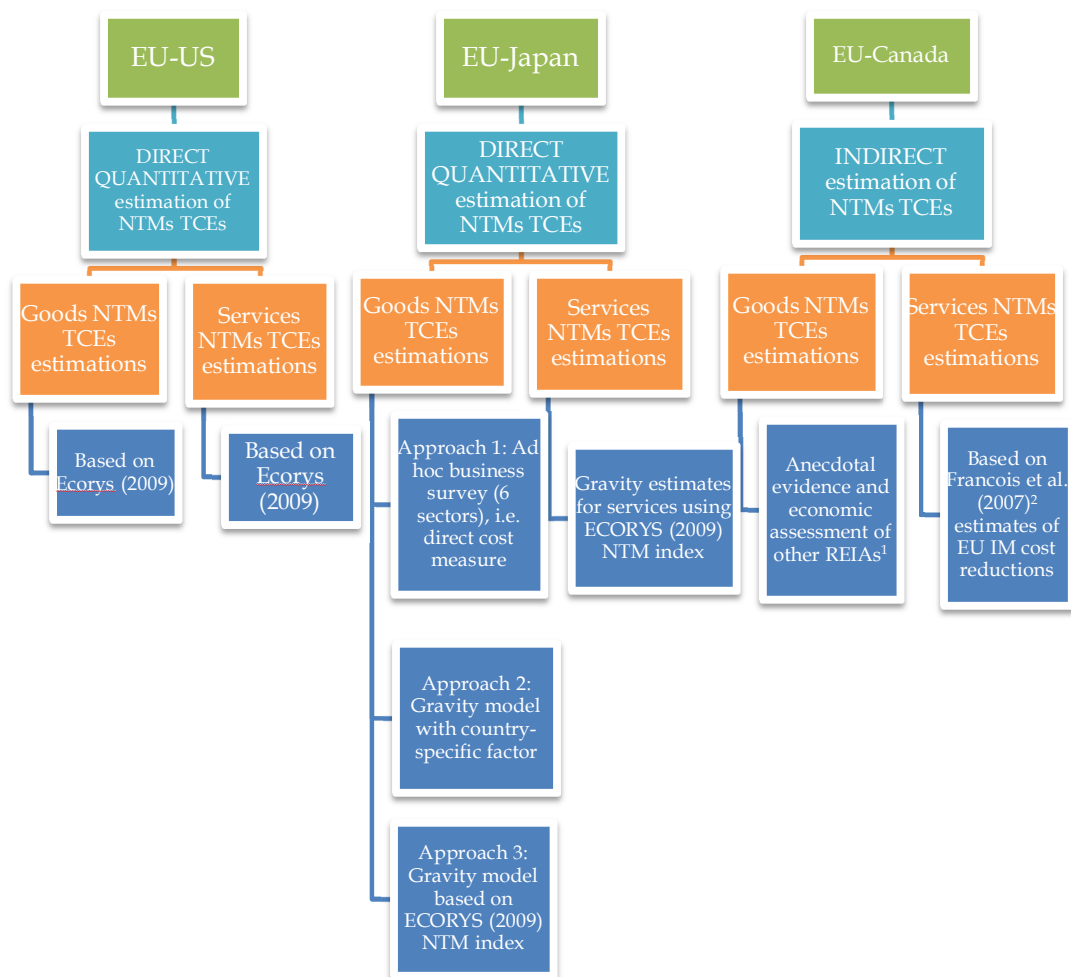 EU-US
DIRECT
QUANTITATIVE
estimation of
NTMs TCEs
Goods NTMs
TCEs
estimations
Based on
Ecorys (2009)
Services
NTMs TCEs
estimations
Based on
Ecorys
(2009)
EU-Japan
DIRECT
QUANTITATIVE
estimation of
NTMs TCEs
Goods NTMs
TCEs
estimations
Approach 1: Ad
hoc business
survey (6
sectors), i.e.
direct cost
measure
Approach 2:
Gravity model
with country-
specific factor
Approach 3:
Gravity model
based on
ECORYS (2009)
NTM index
Services
NTMs TCEs
estimations
Gravity estimates
for services using
ECORYS (2009)
NTM index
EU-Canada
INDIRECT
estimation of
NTMs TCEs
Goods NTMs
TCEs
estimations
Anecdotal
evidence and
economic
assessment of
other REIAs¹
Services NTMs
TCEs
estimations
Based on
Francois et al.
(2007)²
estimates of
EU IM cost
reductions